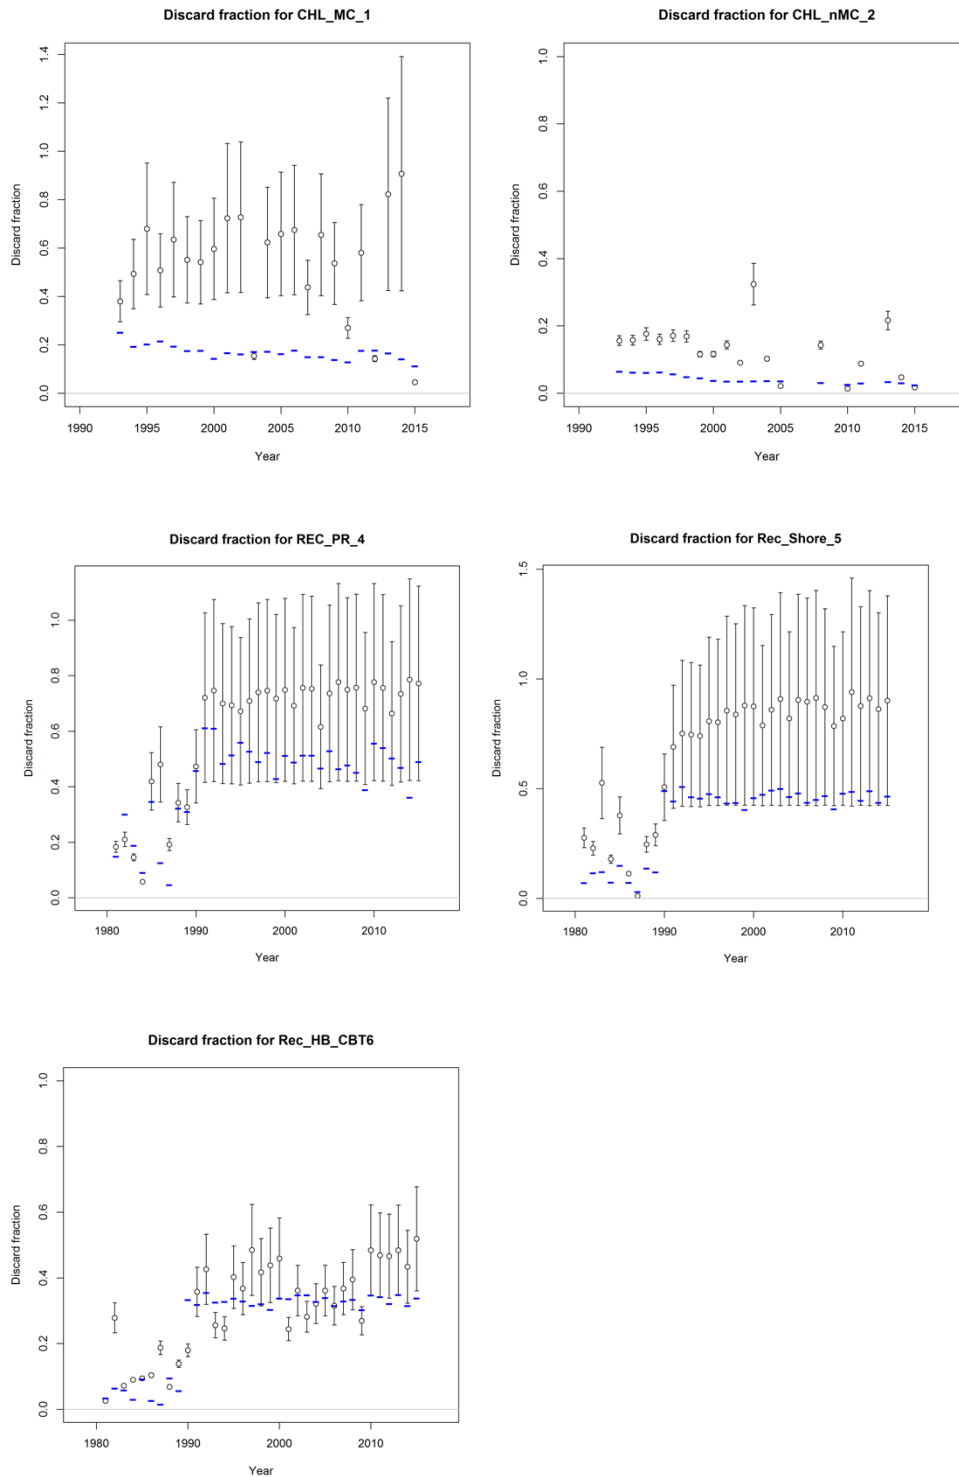 Discard fraction for CHL_MC_1
Discard fraction
1.4
1.2
1.0
0.8
0.6
0.4
0.2
0.0
1990 1995 2000 2005 2010 2015
Year
Discard fraction for CHL_nMC_2
Discard fraction
1.0
0.8
0.6
0.4
0.2
0.0
1990 1995 2000 2005 2010 2015
Year
Discard fraction for REC_PR_4
Discard fraction
1.0
0.8
0.6
0.4
0.2
0.0
1980 1990 2000 2010
Year
Discard fraction for Rec_Shore_5
Discard fraction
1.5
1.0
0.5
0.0
1980 1990 2000 2010
Year
Discard fraction for Rec_HB_CBT6
Discard fraction
1.0
0.8
0.6
0.4
0.2
0.0
1980 1990 2000 2010
Year